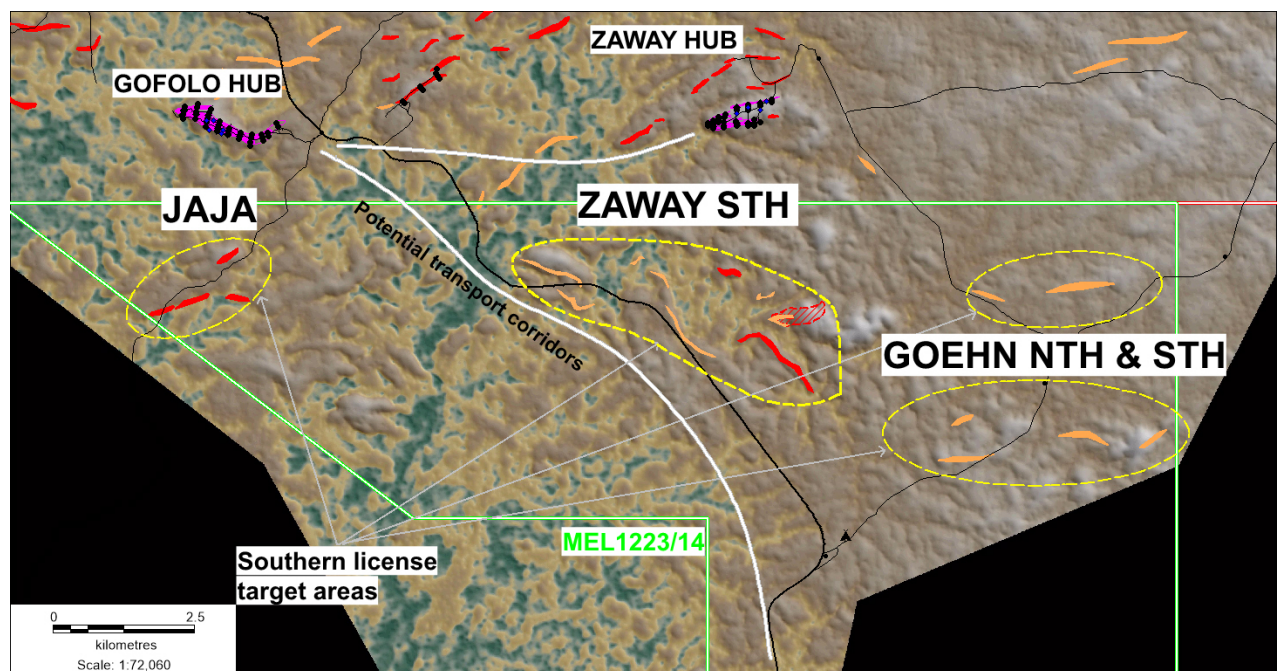 ZAWAY HUB
GOFOLO HUB
JAJA
ZAWAY STH
Potential transport corridors
GOEHN NTH & STH
MEL1223/14
Southern license
target areas
0 2.5
kilometres
Scale: 1:72,060